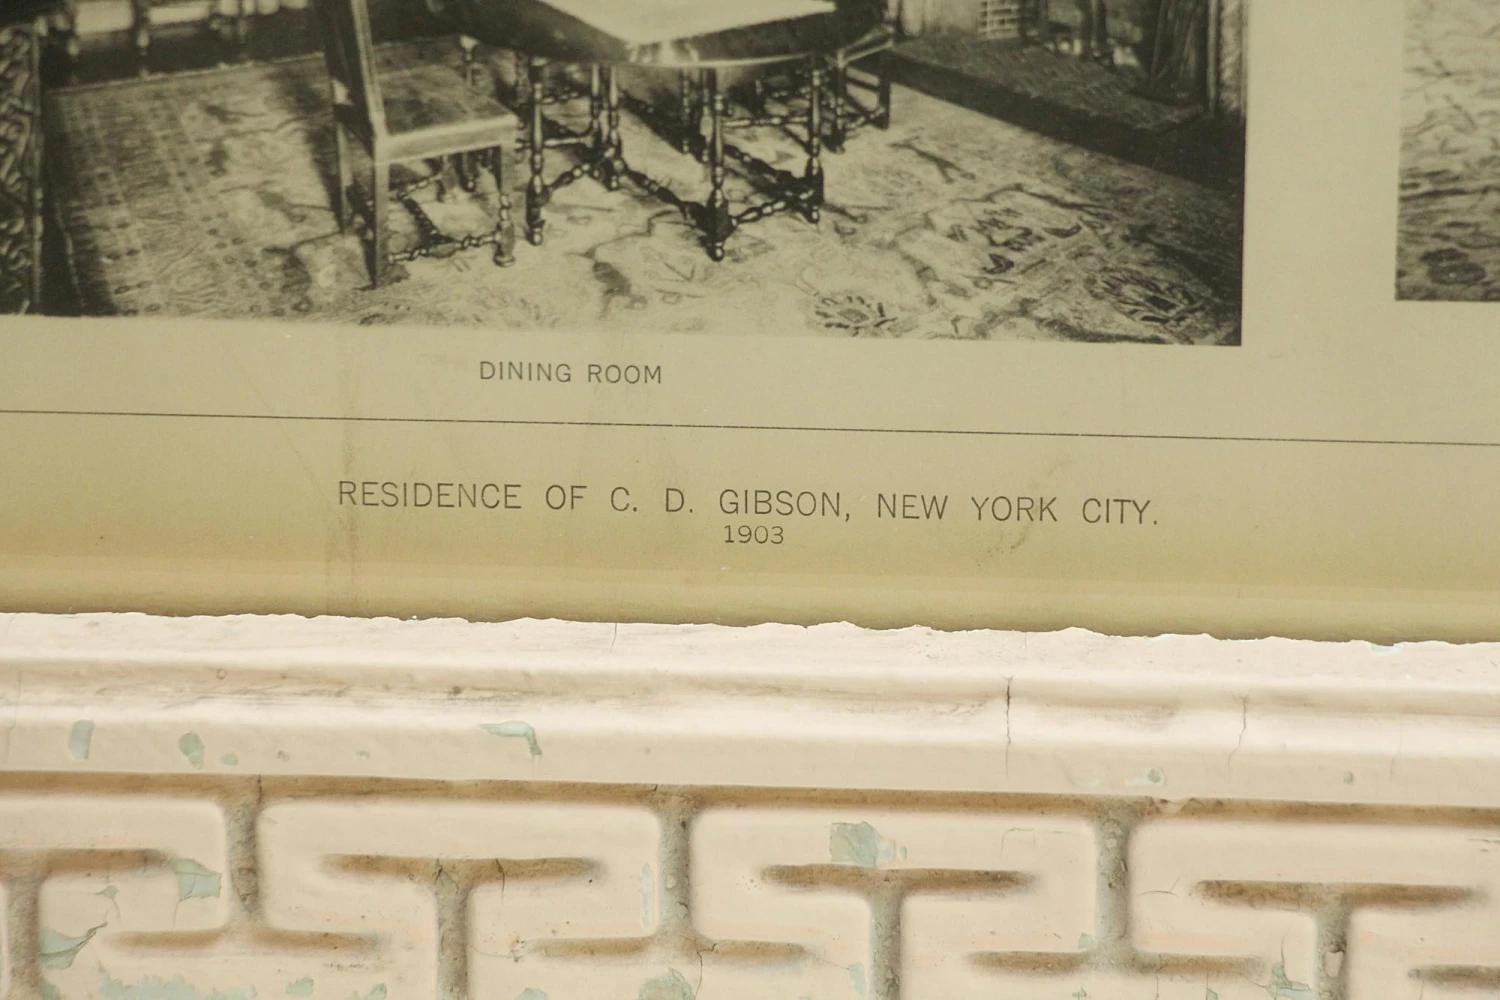 DINING ROOM
RESIDENCE OF C. D. GIBSON, NEW YORK CITY.
1903